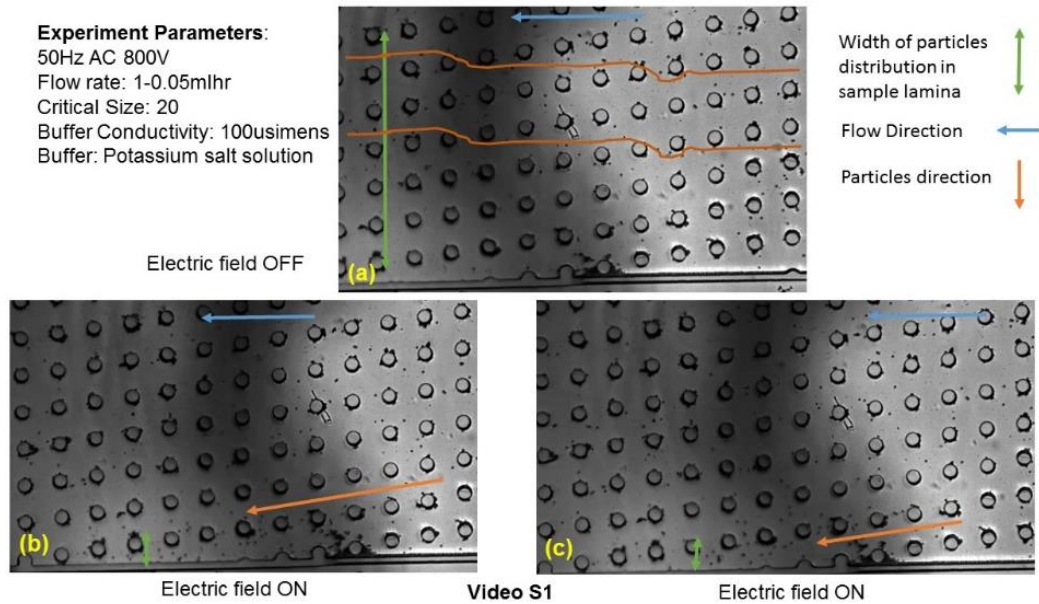 Experiment Parameters:
50Hz AC 800V
Flow rate: 1-0.05mlhr
Critical Size: 20
Buffer Conductivity: 100usimens
Buffer: Potassium salt solution
Electric field OFF
(a)
Width of particles
distribution in
sample lamina
Flow Direction
Particles direction
(b)
(c)
Electric field ON
Video S1
Electric field ON